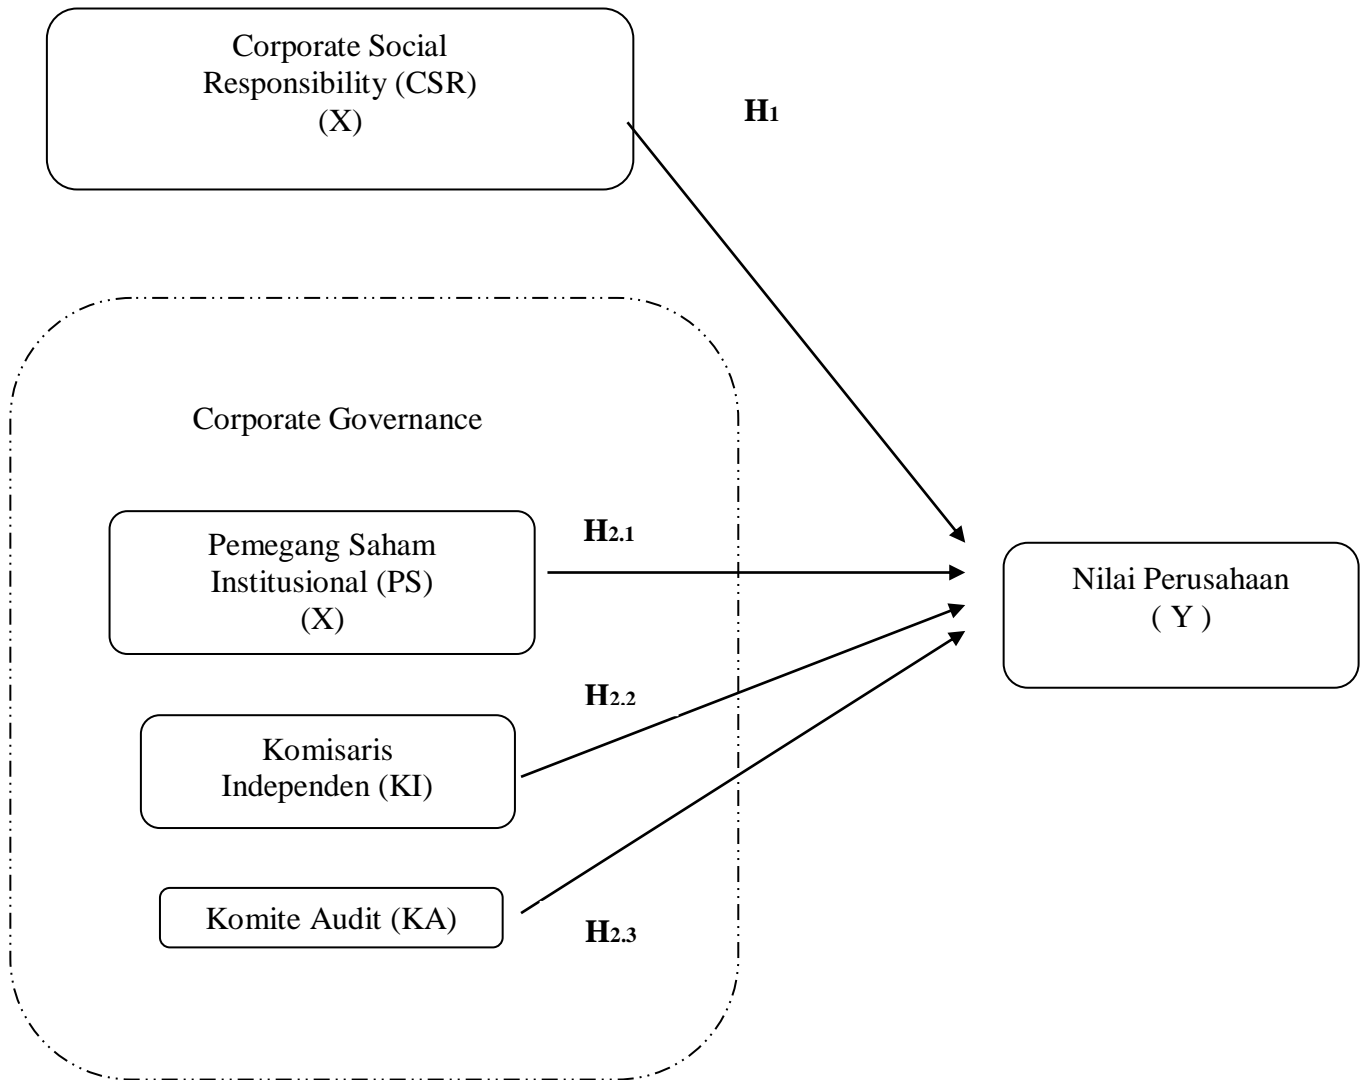 Corporate Social
Responsibility (CSR)
(X)
H1
Corporate Governance
Pemegang Saham
Institusional (PS)
(X)
H2.1
Nilai Perusahaan
( Y )
H2.2
Komisaris
Independen (KI)
Komite Audit (KA)
H2.3